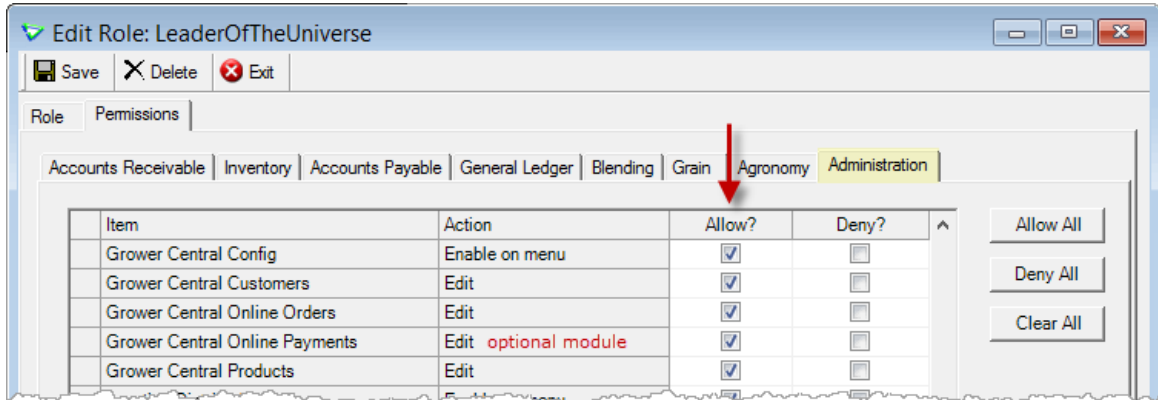 Edit Role: LeaderOfTheUniverse
Save Delete Exit
Role Permissions
Accounts Receivable Inventory Accounts Payable General Ledger Blending Grain Agronomy Administration
Item Action Allow? Deny? Allow All
Grower Central Config Enable on menu
Grower Central Customers Edit Deny All
Grower Central Online Orders Edit Clear All
Grower Central Online Payments Edit optional module
Grower Central Products Edit